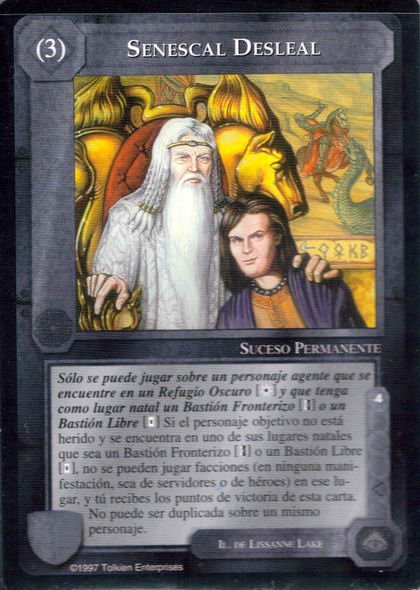 (3)
SENESCAL DESLEAL
SUCESO PERMANENTE
Sólo se puede jugar sobre un personaje agente que se
encuentre en un Refugio Oscuro [•] y que tenga
como lugar natal un Bastión Fronterizo [ ] o un
Bastión Libre [ ] Si el personaje objetivo no está
herido y se encuentra en uno de sus lugares natales
que sea un Bastión Fronterizo [ ] o un Bastión Libre
[ ], no se pueden jugar facciones (en ninguna mani-
festación, sea de servidores o de héroes) en ese lu-
gar, y tú recibes los puntos de victoria de esta carta.
No puede ser duplicada sobre un mismo
personaje.
4
IL. DE LISSANNE LAKE
©1997 Tolkien Enterprises